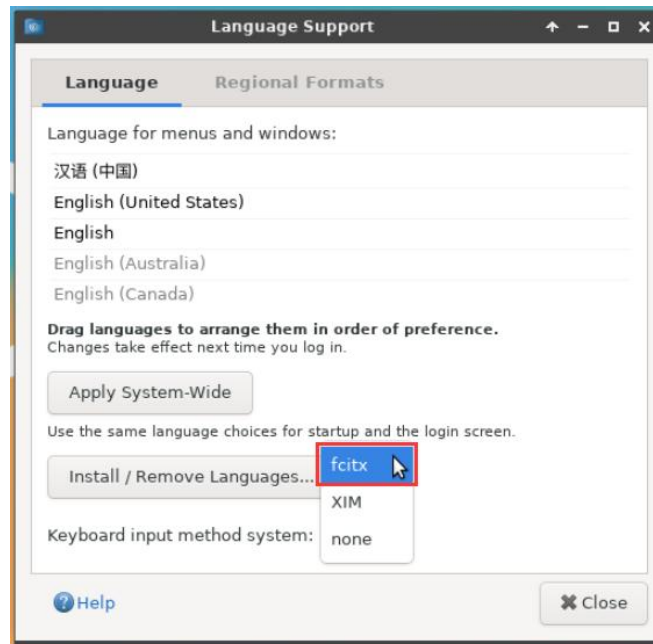 Language Support
Language Regional Formats
Language for menus and windows:
汉语 (中国)
English (United States)
English
English (Australia)
English (Canada)
Drag languages to arrange them in order of preference.
Changes take effect next time you log in.
Apply System-Wide
Use the same language choices for startup and the login screen.
Install / Remove Languages...
fcitx
XIM
Keyboard input method system: none
Help Close